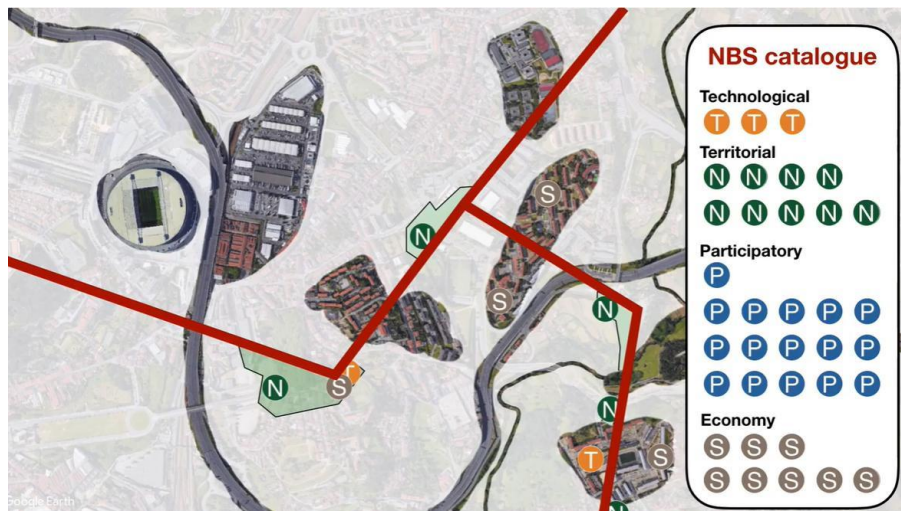 NBS catalogue
Technological
T T T
Territorial
N N N N
N N N N N
Participatory
P
P P P P P
P P P P P
P P P P P
Economy
S S S
S S S S S
S
N
S
N
T
S
N
N
T
S
N
Google Earth